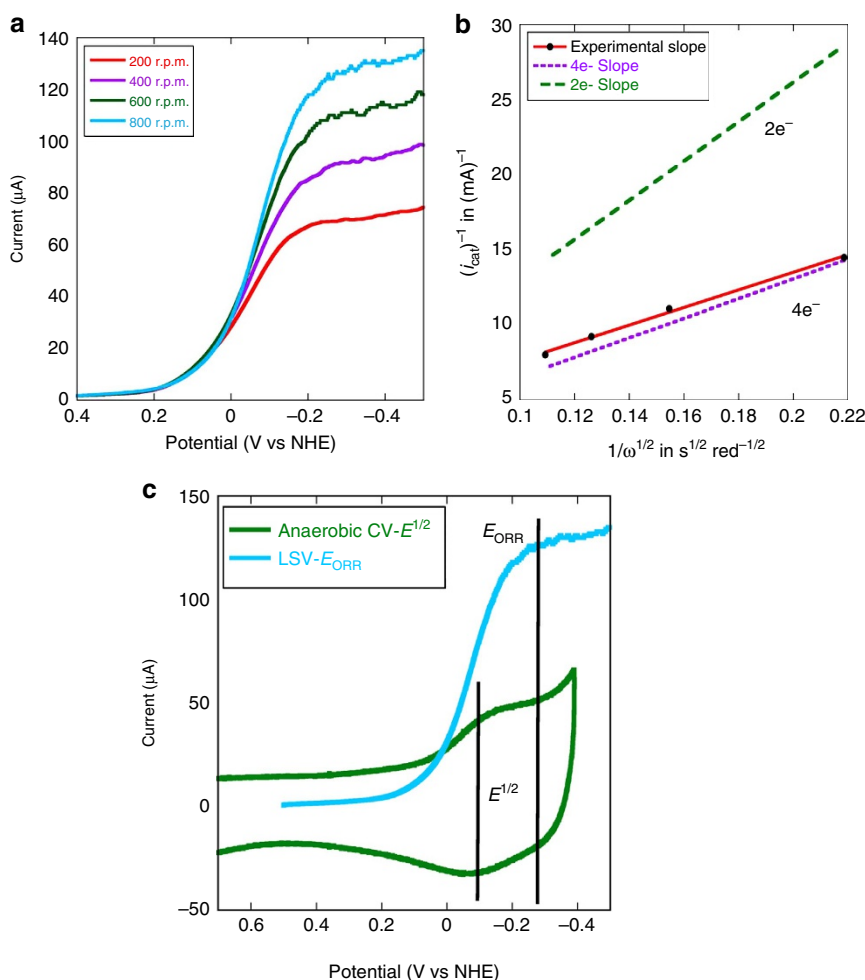 a
140
120
100
80
60
40
20
0
Current (μA)
200 r.p.m.
400 r.p.m.
600 r.p.m.
800 r.p.m.
0.4
0.2
0
–0.2
–0.4
Potential (V vs NHE)
b
30
25
20
15
10
5
(i_cat)⁻¹ in (mA)⁻¹
Experimental slope
4e- Slope
2e- Slope
2e⁻
4e⁻
0.1
0.12
0.14
0.16
0.18
0.2
0.22
1/ω^1/2 in s^1/2 red^–1/2
c
150
100
50
0
–50
Current (μA)
Anaerobic CV-E^1/2
LSV-E_ORR
E_ORR
E^1/2
0.6
0.4
0.2
0
–0.2
–0.4
Potential (V vs NHE)